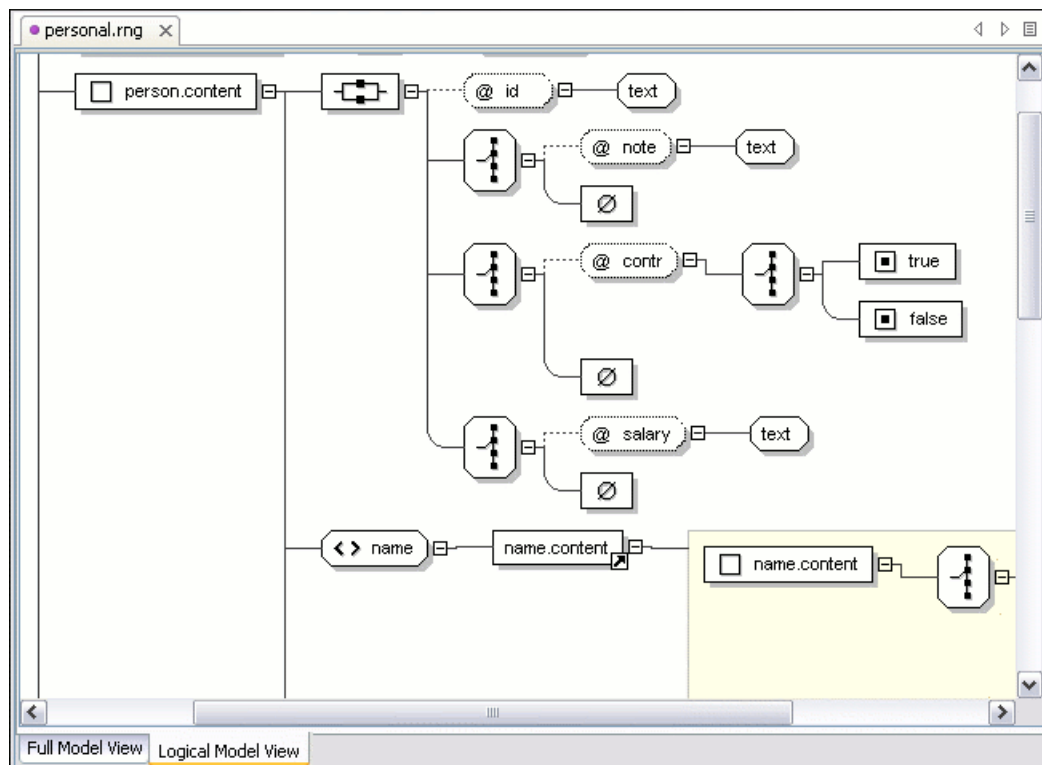 personal.rng
person.content
@ id
text
@ note
text
Ø
@ contr
true
false
Ø
@ salary
text
Ø
<> name
name.content
name.content
Full Model View
Logical Model View